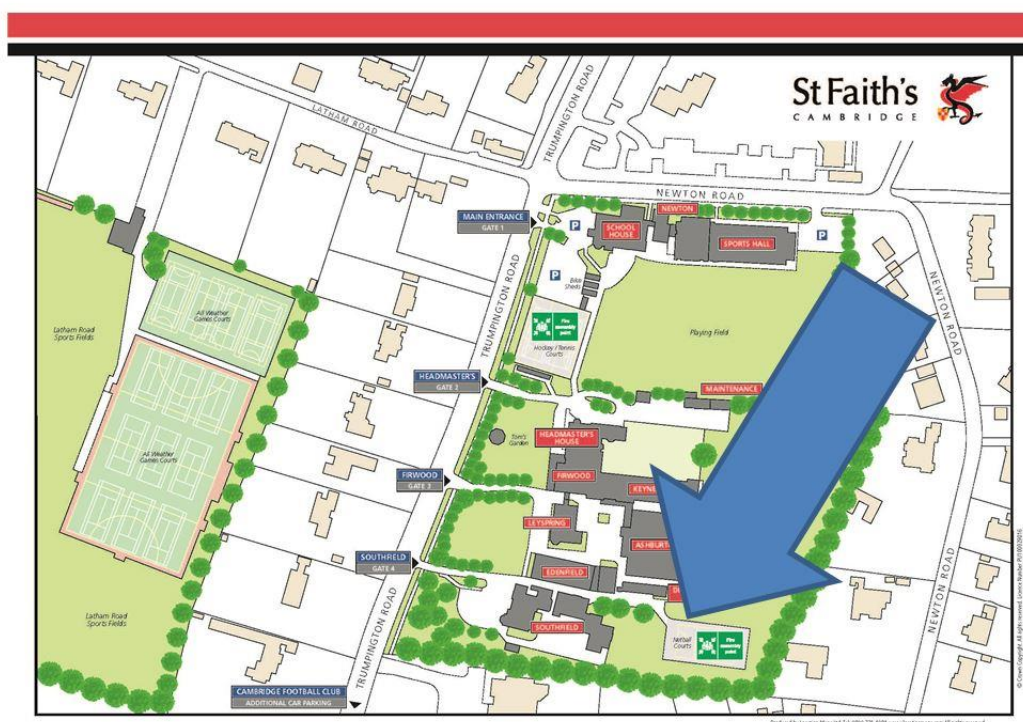 St Faith's
CAMBRIDGE
LATHAM ROAD
TRUMPINGTON ROAD
NEWTON ROAD
MAIN ENTRANCE
GATE 1
P
SCHOOL
HOUSE
NEWTON
SPORTS HALL
P
P
Bike
Sheds
All Weather
Games Courts
Latham Road
Sports Fields
TRUMPINGTON ROAD
Fire
assembly
point
Hockey / Tennis
Courts
Playing Field
NEWTON ROAD
HEADMASTER'S
GATE 2
MAINTENANCE
Tom's
Garden
HEADMASTER'S
HOUSE
All Weather
Games Courts
FIRWOOD
GATE 3
FIRWOOD
KEYNE
LEYSPRING
ASHBURT
SOUTHFIELD
GATE 4
EDENFIELD
Latham Road
Sports Fields
SOUTHFIELD
Netball
Courts
Fire
assembly
point
NEWTON ROAD
TRUMPINGTON ROAD
CAMBRIDGE FOOTBALL CLUB
ADDITIONAL CAR PARKING